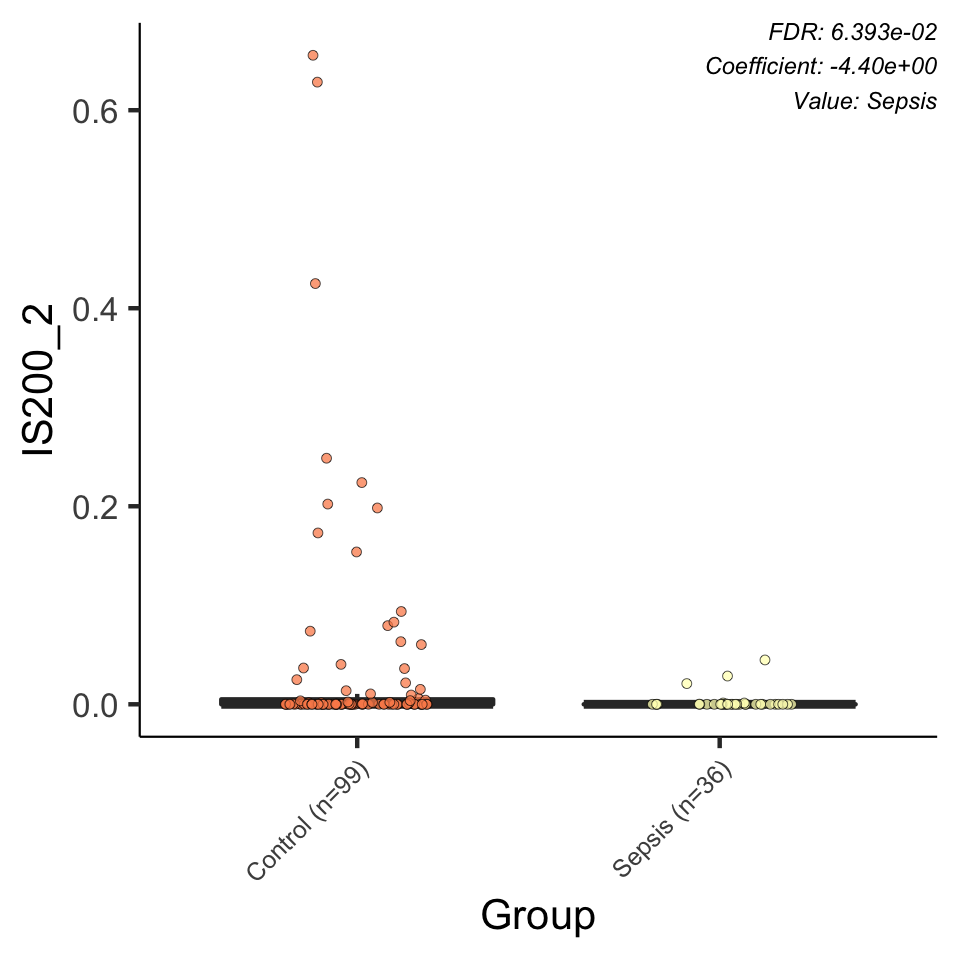 FDR: 6.393e-02
Coefficient: -4.40e+00
Value: Sepsis
IS200_2
0.6
0.4
0.2
0.0
Control (n=99)
Sepsis (n=36)
Group